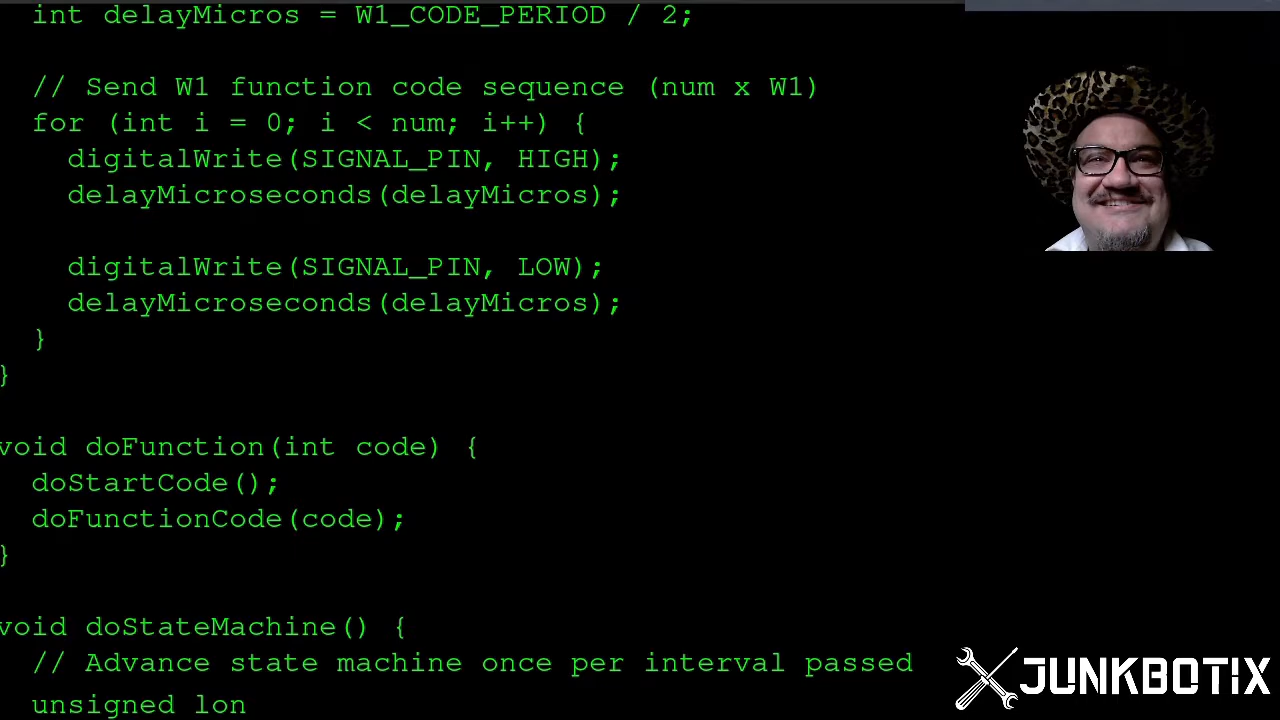 int delayMicros = W1_CODE_PERIOD / 2;
// Send W1 function code sequence (num x W1)
for (int i = 0; i < num; i++) {
digitalWrite(SIGNAL_PIN, HIGH);
delayMicroseconds(delayMicros);
digitalWrite(SIGNAL_PIN, LOW);
delayMicroseconds(delayMicros);
}
}
void doFunction(int code) {
doStartCode();
doFunctionCode(code);
}
void doStateMachine() {
// Advance state machine once per interval passed
unsigned lon
JUNKBOTIX